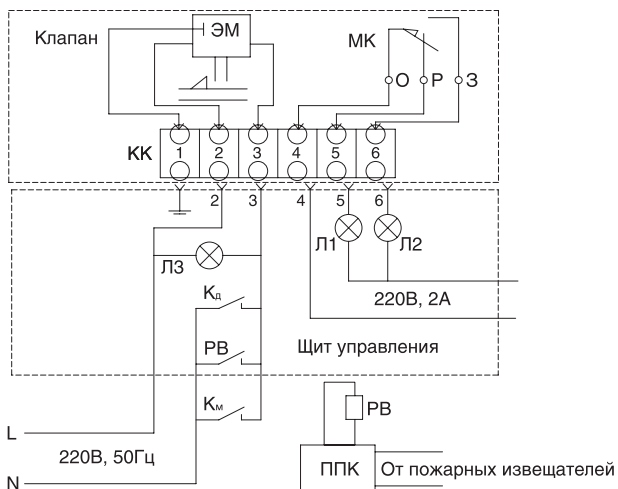 Клапан
ЭМ
МК
О Р З
КК
1 2 3 4 5 6
2 3 4 5 6
Л1 Л2
Л3
220В, 2А
Кд
РВ
Щит управления
Км
L
220В, 50Гц
N
РВ
ППК
От пожарных извещателей